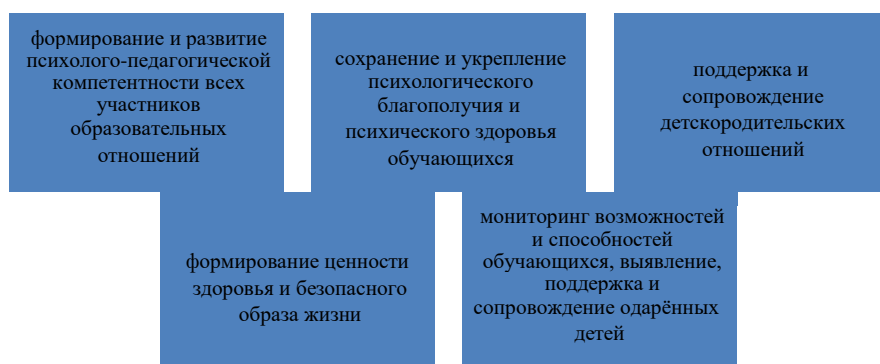 формирование и развитие
психолого-педагогической
компетентности всех
участников
образовательных
отношений
сохранение и укрепление
психологического
благополучия и
психического здоровья
обучающихся
поддержка и
сопровождение
детскородительских
отношений
формирование ценности
здоровья и безопасного
образа жизни
мониторинг возможностей
и способностей
обучающихся, выявление,
поддержка и
сопровождение одарённых
детей